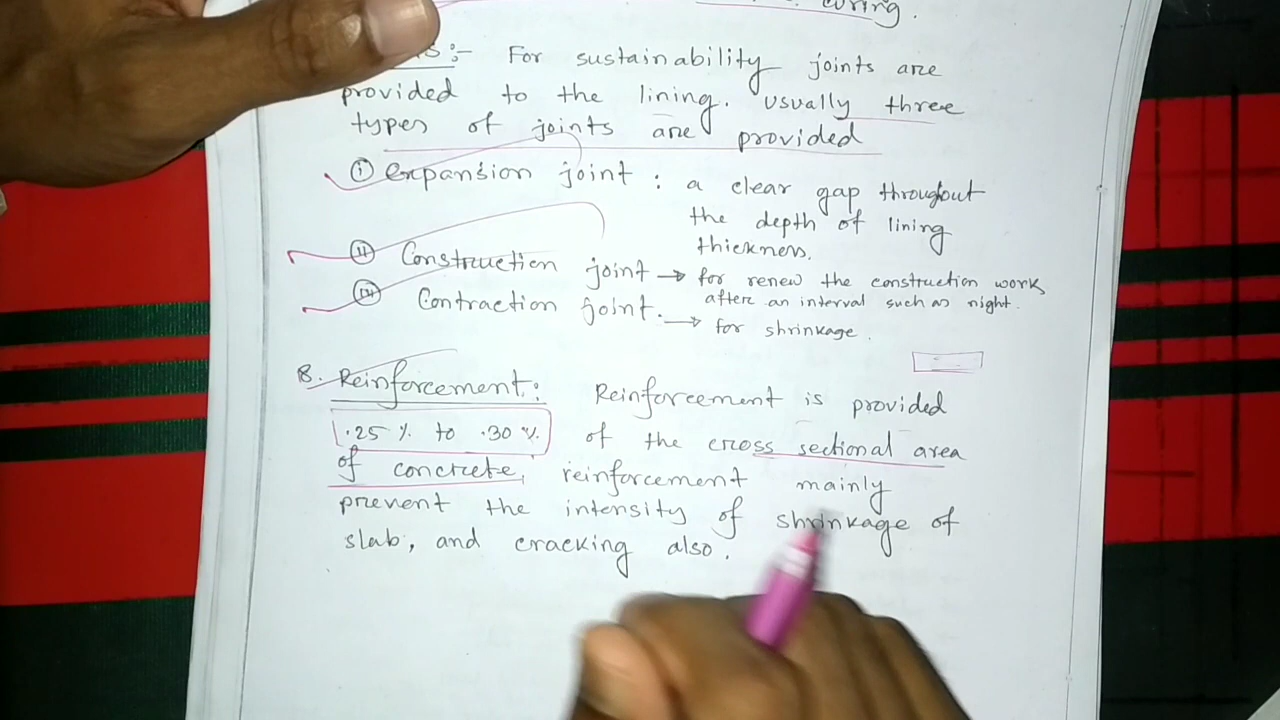 curing.
For sustainability joints are
provided to the lining. Usually three
types of joints are provided
(i) Expansion joint : a clear gap throughout
the depth of lining
thickness.
(ii) Construction joint → for renew the construction work
after an interval such as night.
(iii) Contraction joint. → for shrinkage.
B. Reinforcement: Reinforcement is provided
.25 % to .30 %. of the cross sectional area
of concrete, reinforcement mainly
prevent the intensity of shrinkage of
slab, and cracking also.